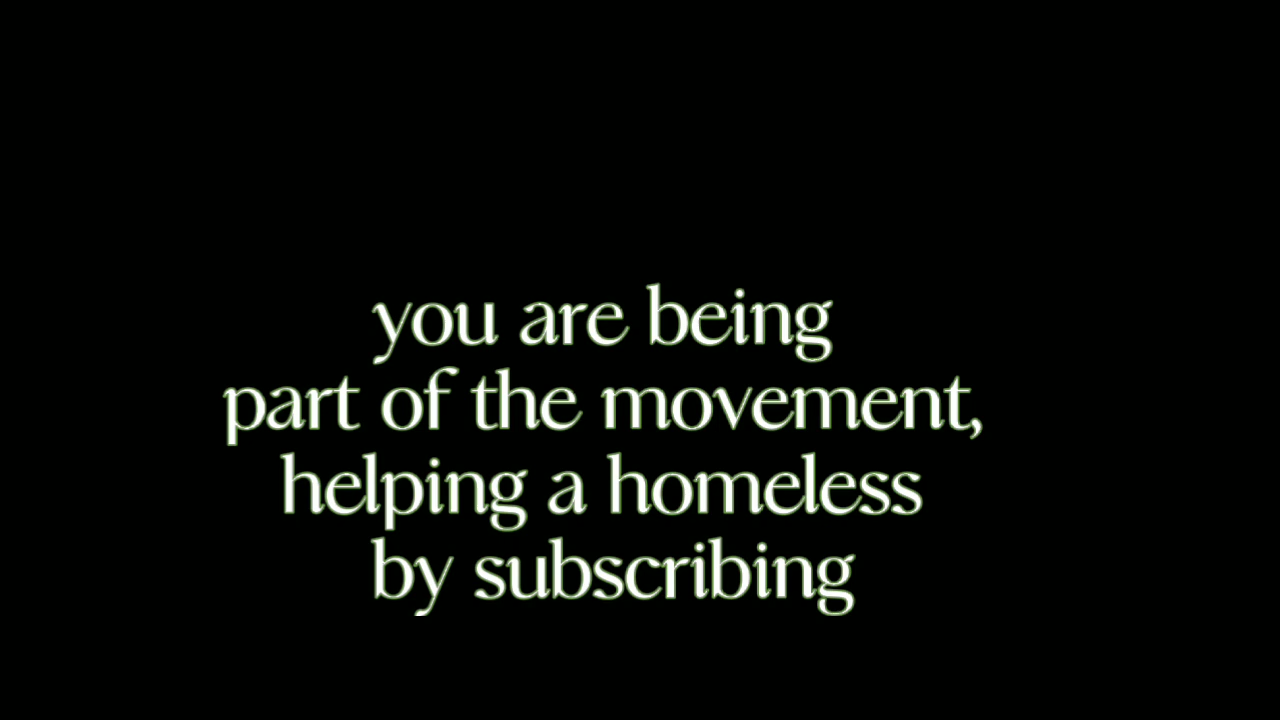 you are being
part of the movement,
helping a homeless
by subscribing